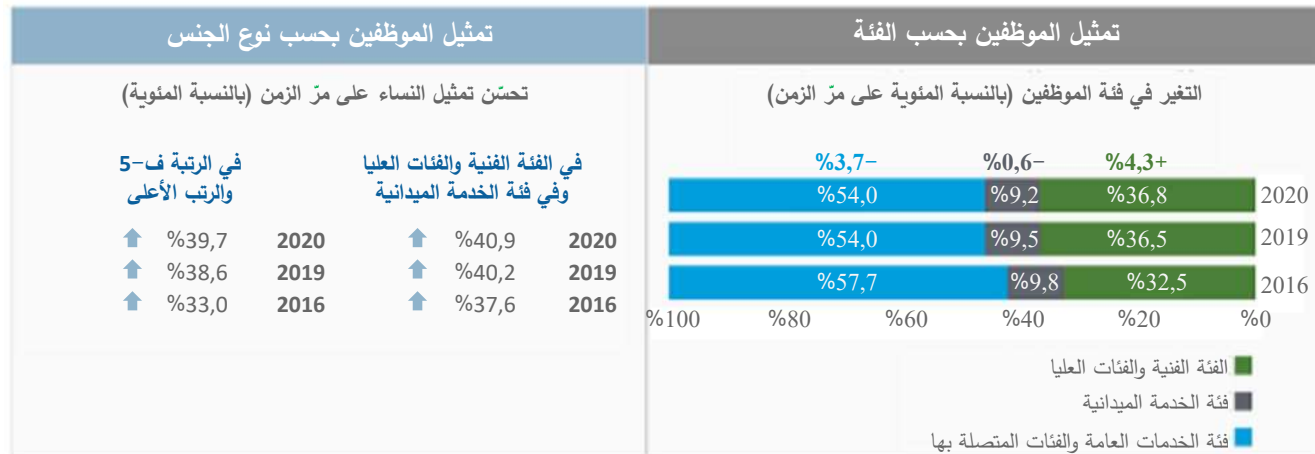 تمثيل الموظفين بحسب الفئة
التغير في فئة الموظفين (بالنسبة المئوية على مرّ الزمن)
%4,3+ %0,6− %3,7−
2020 %36,8 %9,2 %54,0
2019 %36,5 %9,5 %54,0
2016 %32,5 %9,8 %57,7
%0 %20 %40 %60 %80 %100
الفئة الفنية والفئات العليا
فئة الخدمة الميدانية
فئة الخدمات العامة والفئات المتصلة بها
تمثيل الموظفين بحسب نوع الجنس
تحسّن تمثيل النساء على مرّ الزمن (بالنسبة المئوية)
في الفئة الفنية والفئات العليا
وفي فئة الخدمة الميدانية
2020 %40,9
2019 %40,2
2016 %37,6
في الرتبة ف−5
والرتب الأعلى
2020 %39,7
2019 %38,6
2016 %33,0